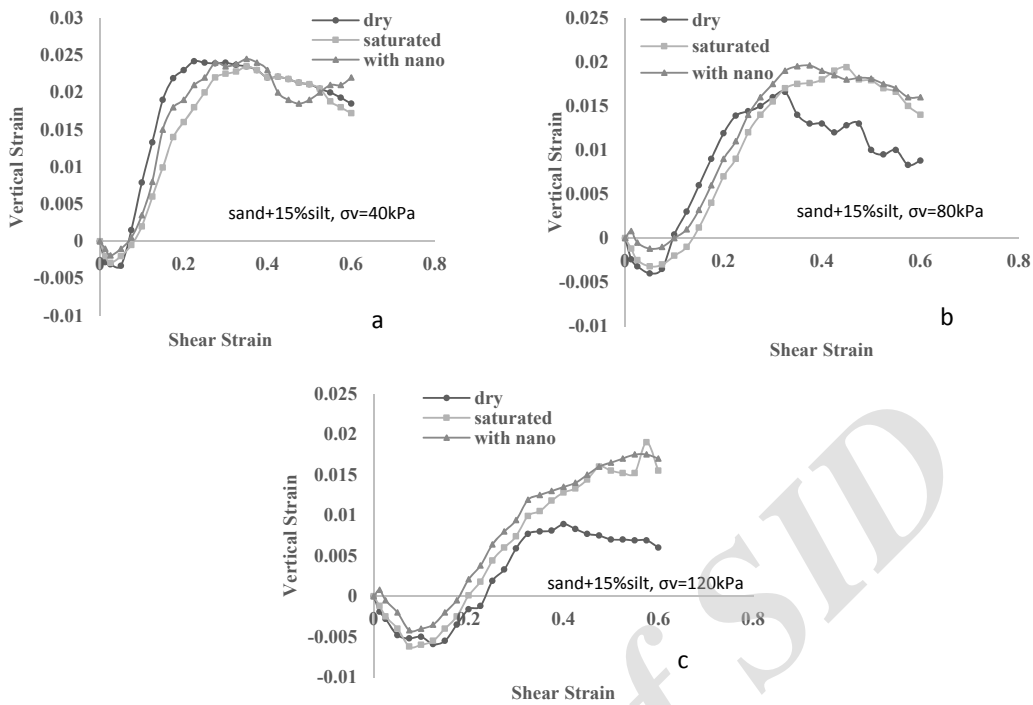 0.03
0.025
0.02
0.015
0.01
0.005
0
-0.005
-0.01
Vertical Strain
dry
saturated
with nano
sand+15%silt, σv=40kPa
0 0.2 0.4 0.6 0.8
Shear Strain
a
0.025
0.02
0.015
0.01
0.005
0
-0.005
-0.01
Vertical Strain
dry
saturated
with nano
sand+15%silt, σv=80kPa
0 0.2 0.4 0.6 0.8
Shear Strain
b
0.025
0.02
0.015
0.01
0.005
0
-0.005
-0.01
Vertical Strain
dry
saturated
with nano
sand+15%silt, σv=120kPa
0 0.2 0.4 0.6 0.8
Shear Strain
c
f SID